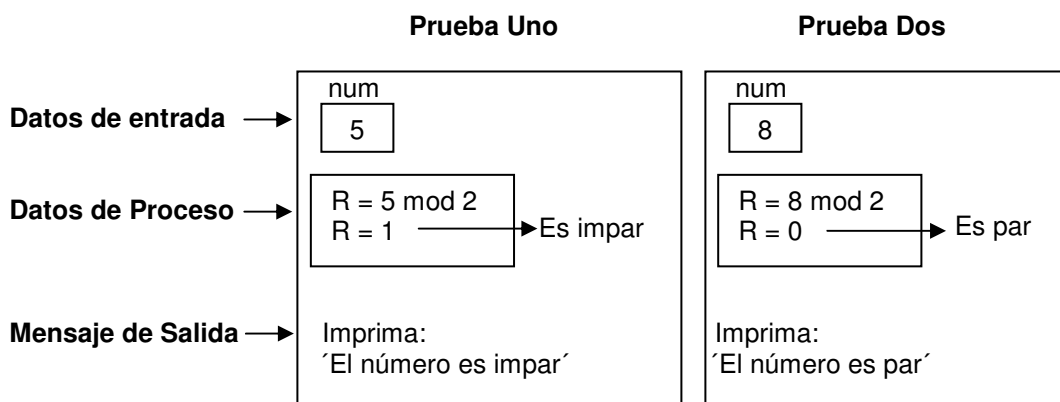 Prueba Uno
Prueba Dos
num
num
Datos de entrada
5
8
Datos de Proceso
R = 5 mod 2
R = 1
Es impar
R = 8 mod 2
R = 0
Es par
Mensaje de Salida
Imprima:
´El número es impar´
Imprima:
´El número es par´